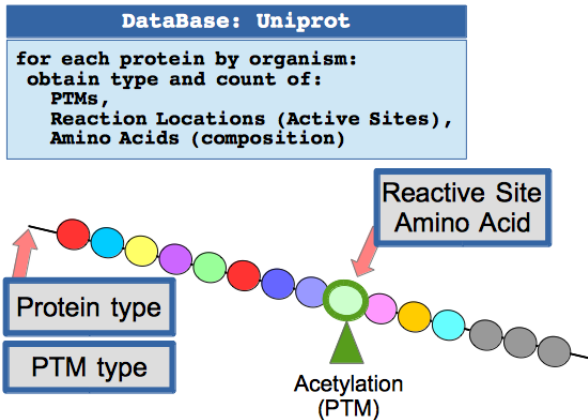 DataBase: Uniprot
for each protein by organism:
obtain type and count of:
PTMs,
Reaction Locations (Active Sites),
Amino Acids (composition)
Reactive Site
Amino Acid
Protein type
PTM type
Acetylation
(PTM)